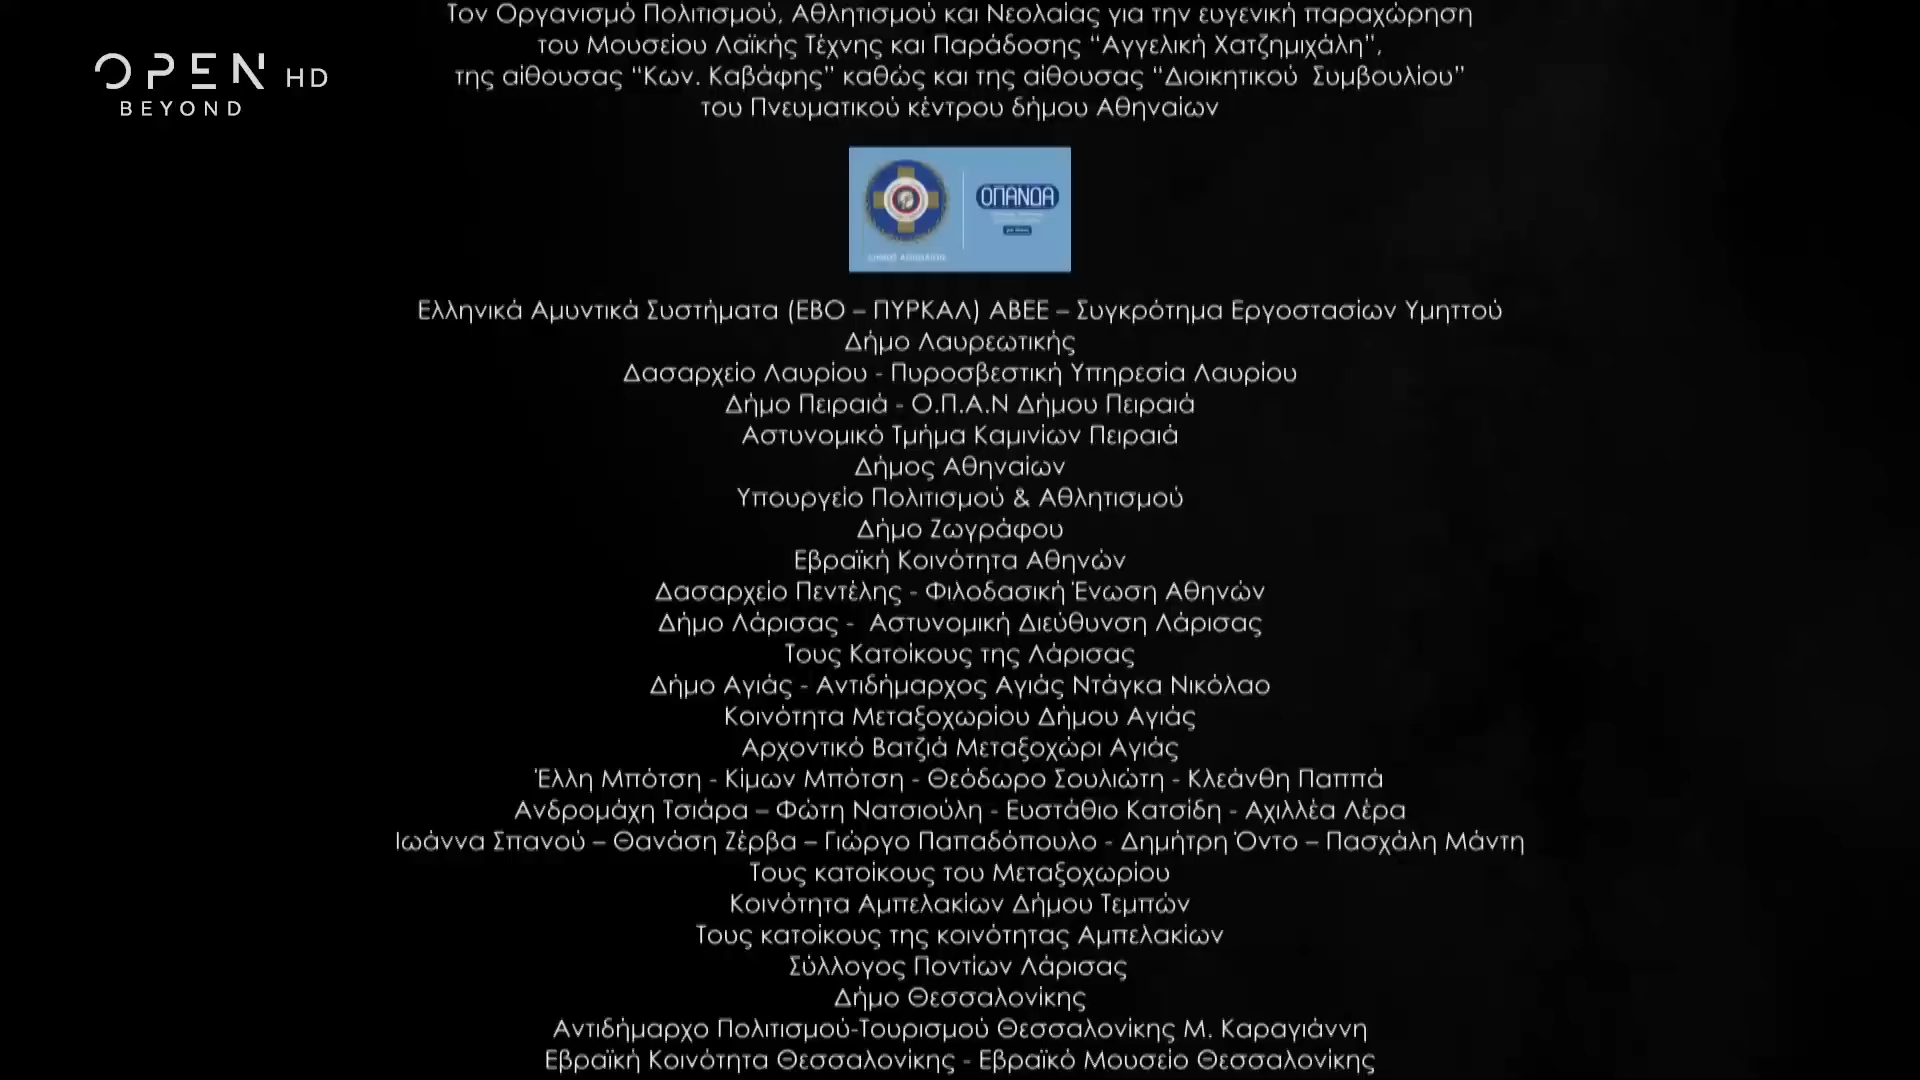 Τον Οργανισμό Πολιτισμού, Αθλητισμού και Νεολαίας για την ευγενική παραχώρηση
του Μουσείου Λαϊκής Τέχνης και Παράδοσης “Αγγελική Χατζημιχάλη”,
της αίθουσας “Κων. Καβάφης” καθώς και της αίθουσας “Διοικητικού Συμβουλίου”
του Πνευματικού κέντρου δήμου Αθηναίων
OPEN HD
BEYOND
ΟΠΑΝΔΑ
ΔΗΜΟΣ ΑΘΗΝΑΙΩΝ
Ελληνικά Αμυντικά Συστήματα (ΕΒΟ – ΠΥΡΚΑΛ) ΑΒΕΕ – Συγκρότημα Εργοστασίων Υμηττού
Δήμο Λαυρεωτικής
Δασαρχείο Λαυρίου - Πυροσβεστική Υπηρεσία Λαυρίου
Δήμο Πειραιά - Ο.Π.Α.Ν Δήμου Πειραιά
Αστυνομικό Τμήμα Καμινίων Πειραιά
Δήμος Αθηναίων
Υπουργείο Πολιτισμού & Αθλητισμού
Δήμο Ζωγράφου
Εβραϊκή Κοινότητα Αθηνών
Δασαρχείο Πεντέλης - Φιλοδασική Ένωση Αθηνών
Δήμο Λάρισας - Αστυνομική Διεύθυνση Λάρισας
Τους Κατοίκους της Λάρισας
Δήμο Αγιάς - Αντιδήμαρχος Αγιάς Ντάγκα Νικόλαο
Κοινότητα Μεταξοχωρίου Δήμου Αγιάς
Αρχοντικό Βατζιά Μεταξοχώρι Αγιάς
Έλλη Μπότση - Κίμων Μπότση - Θεόδωρο Σουλιώτη - Κλεάνθη Παππά
Ανδρομάχη Τσιάρα – Φώτη Νατσιούλη - Ευστάθιο Κατσίδη - Αχιλλέα Λέρα
Ιωάννα Σπανού – Θανάση Ζέρβα – Γιώργο Παπαδόπουλο - Δημήτρη Όντο – Πασχάλη Μάντη
Τους κατοίκους του Μεταξοχωρίου
Κοινότητα Αμπελακίων Δήμου Τεμπών
Τους κατοίκους της κοινότητας Αμπελακίων
Σύλλογος Ποντίων Λάρισας
Δήμο Θεσσαλονίκης
Αντιδήμαρχο Πολιτισμού-Τουρισμού Θεσσαλονίκης Μ. Καραγιάννη
Εβραϊκή Κοινότητα Θεσσαλονίκης - Εβραϊκό Μουσείο Θεσσαλονίκης